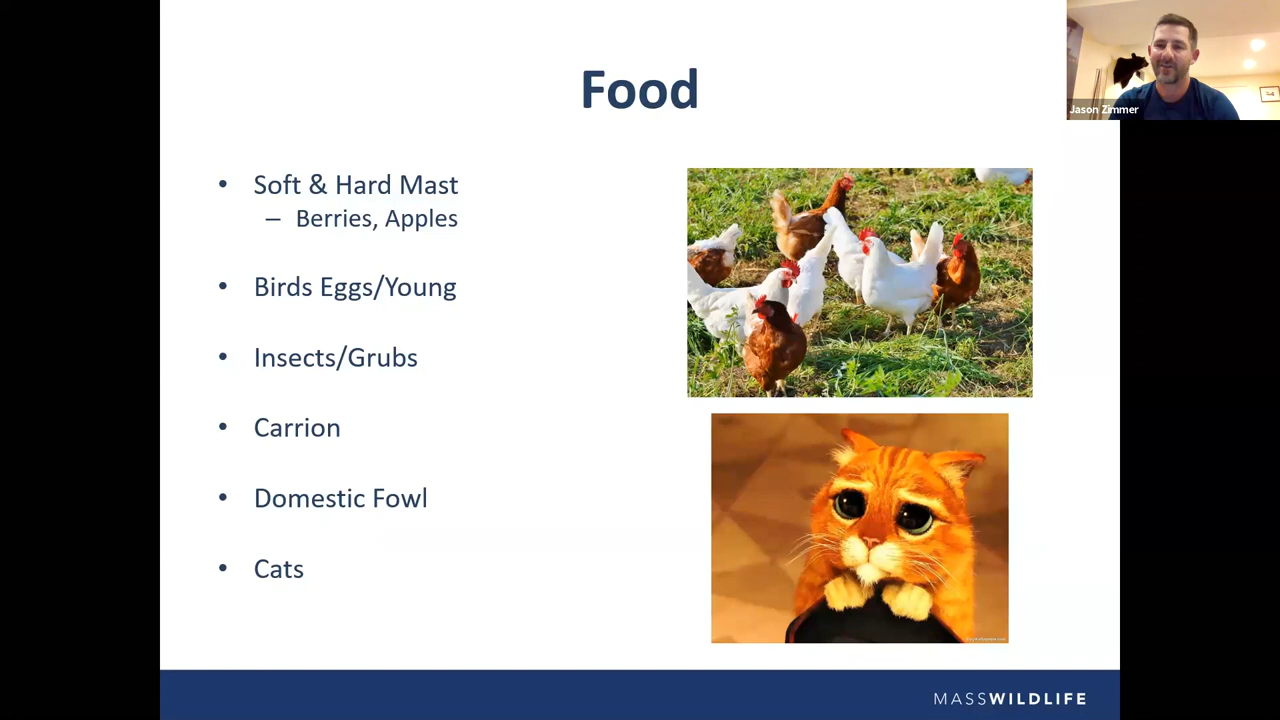 Food
Jason Zimmer
• Soft & Hard Mast
– Berries, Apples
• Birds Eggs/Young
• Insects/Grubs
• Carrion
• Domestic Fowl
• Cats
MASSWILDLIFE